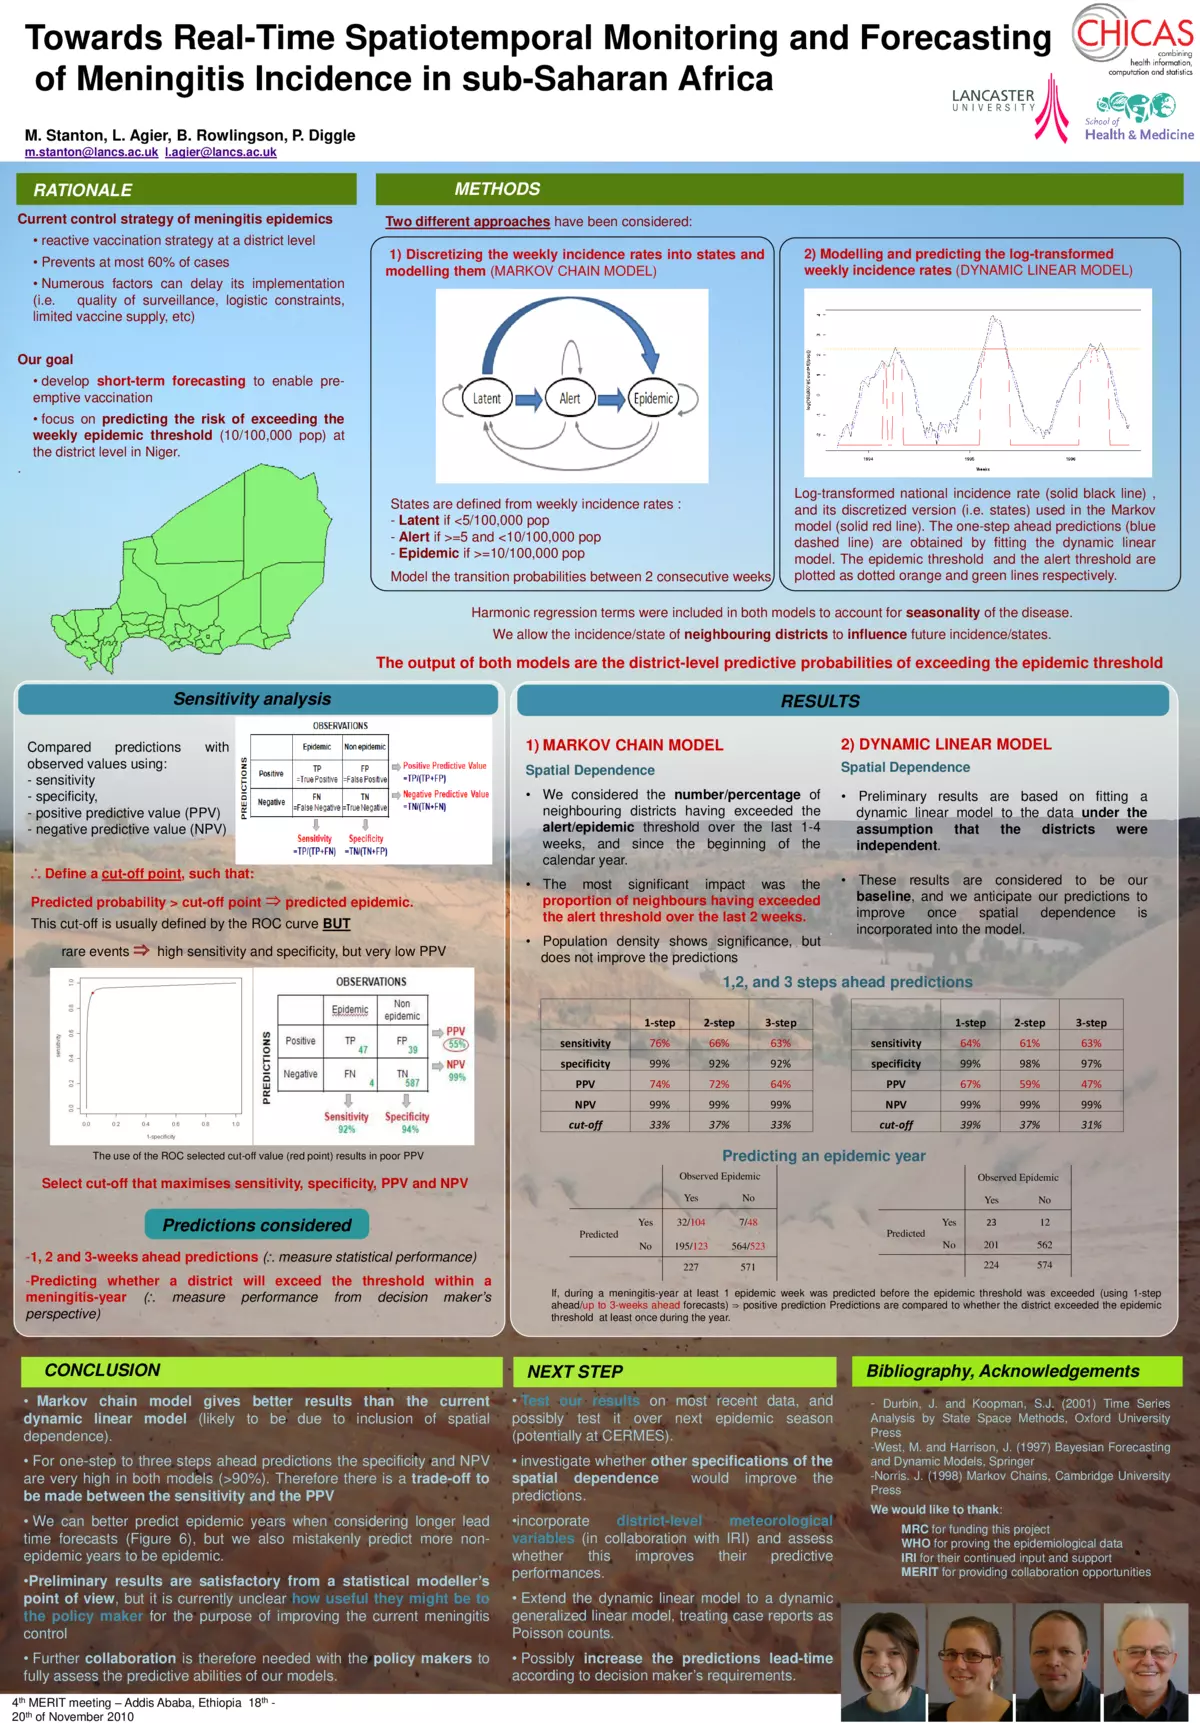 Towards Real-Time Spatiotemporal Monitoring and Forecasting
of Meningitis Incidence in sub-Saharan Africa
CHICAS
combining
health information,
computation and statistics
LANCASTER
UNIVERSITY
School of
Health & Medicine
M. Stanton, L. Agier, B. Rowlingson, P. Diggle
m.stanton@lancs.ac.uk l.agier@lancs.ac.uk
RATIONALE
Current control strategy of meningitis epidemics
• reactive vaccination strategy at a district level
• Prevents at most 60% of cases
• Numerous factors can delay its implementation
(i.e. quality of surveillance, logistic constraints,
limited vaccine supply, etc)
Our goal
• develop short-term forecasting to enable pre-
emptive vaccination
• focus on predicting the risk of exceeding the
weekly epidemic threshold (10/100,000 pop) at
the district level in Niger.
.
METHODS
Two different approaches have been considered:
1) Discretizing the weekly incidence rates into states and
modelling them (MARKOV CHAIN MODEL)
Latent
Alert
Epidemic
States are defined from weekly incidence rates :
- Latent if <5/100,000 pop
- Alert if >=5 and <10/100,000 pop
- Epidemic if >=10/100,000 pop
Model the transition probabilities between 2 consecutive weeks
2) Modelling and predicting the log-transformed
weekly incidence rates (DYNAMIC LINEAR MODEL)
1994 1995 1996
Weeks
Log-transformed national incidence rate (solid black line) ,
and its discretized version (i.e. states) used in the Markov
model (solid red line). The one-step ahead predictions (blue
dashed line) are obtained by fitting the dynamic linear
model. The epidemic threshold and the alert threshold are
plotted as dotted orange and green lines respectively.
Harmonic regression terms were included in both models to account for seasonality of the disease.
We allow the incidence/state of neighbouring districts to influence future incidence/states.
The output of both models are the district-level predictive probabilities of exceeding the epidemic threshold
Sensitivity analysis
Compared predictions with
observed values using:
- sensitivity
- specificity,
- positive predictive value (PPV)
- negative predictive value (NPV)
OBSERVATIONS
PREDICTIONS
Epidemic Non epidemic
Positive TP =True Positive FP =False Positive Positive Predictive Value =TP/(TP+FP)
Negative FN =False Negative TN =True Negative Negative Predictive Value =TN/(TN+FN)
Sensitivity Specificity
=TP/(TP+FN) =TN/(TN+FP)
∴ Define a cut-off point, such that:
Predicted probability > cut-off point ⇒ predicted epidemic.
This cut-off is usually defined by the ROC curve BUT
rare events ⇒ high sensitivity and specificity, but very low PPV
sensitivity
0.0 0.2 0.4 0.6 0.8 1.0
0.0 0.2 0.4 0.6 0.8 1.0
1-specificity
OBSERVATIONS
PREDICTIONS
Epidemic Non epidemic
Positive TP 47 FP 39 PPV 55%
Negative FN 4 TN 587 NPV 99%
Sensitivity Specificity
92% 94%
The use of the ROC selected cut-off value (red point) results in poor PPV
Select cut-off that maximises sensitivity, specificity, PPV and NPV
Predictions considered
-1, 2 and 3-weeks ahead predictions (∴ measure statistical performance)
-Predicting whether a district will exceed the threshold within a
meningitis-year (∴ measure performance from decision maker's
perspective)
RESULTS
1) MARKOV CHAIN MODEL
Spatial Dependence
• We considered the number/percentage of
neighbouring districts having exceeded the
alert/epidemic threshold over the last 1-4
weeks, and since the beginning of the
calendar year.
• The most significant impact was the
proportion of neighbours having exceeded
the alert threshold over the last 2 weeks.
• Population density shows significance, but
does not improve the predictions
2) DYNAMIC LINEAR MODEL
Spatial Dependence
• Preliminary results are based on fitting a
dynamic linear model to the data under the
assumption that the districts were
independent.
• These results are considered to be our
baseline, and we anticipate our predictions to
improve once spatial dependence is
incorporated into the model.
1,2, and 3 steps ahead predictions
1-step 2-step 3-step
sensitivity 76% 66% 63%
specificity 99% 92% 92%
PPV 74% 72% 64%
NPV 99% 99% 99%
cut-off 33% 37% 33%
1-step 2-step 3-step
sensitivity 64% 61% 63%
specificity 99% 98% 97%
PPV 67% 59% 47%
NPV 99% 99% 99%
cut-off 39% 37% 31%
Predicting an epidemic year
Observed Epidemic
Yes No
Predicted
Yes 32/104 7/48
No 195/123 564/523
227 571
Observed Epidemic
Yes No
Predicted
Yes 23 12
No 201 562
224 574
If, during a meningitis-year at least 1 epidemic week was predicted before the epidemic threshold was exceeded (using 1-step
ahead/up to 3-weeks ahead forecasts) ⇒ positive prediction Predictions are compared to whether the district exceeded the epidemic
threshold at least once during the year.
CONCLUSION
• Markov chain model gives better results than the current
dynamic linear model (likely to be due to inclusion of spatial
dependence).
• For one-step to three steps ahead predictions the specificity and NPV
are very high in both models (>90%). Therefore there is a trade-off to
be made between the sensitivity and the PPV
• We can better predict epidemic years when considering longer lead
time forecasts (Figure 6), but we also mistakenly predict more non-
epidemic years to be epidemic.
•Preliminary results are satisfactory from a statistical modeller's
point of view, but it is currently unclear how useful they might be to
the policy maker for the purpose of improving the current meningitis
control
• Further collaboration is therefore needed with the policy makers to
fully assess the predictive abilities of our models.
NEXT STEP
• Test our results on most recent data, and
possibly test it over next epidemic season
(potentially at CERMES).
• investigate whether other specifications of the
spatial dependence would improve the
predictions.
•incorporate district-level meteorological
variables (in collaboration with IRI) and assess
whether this improves their predictive
performances.
• Extend the dynamic linear model to a dynamic
generalized linear model, treating case reports as
Poisson counts.
• Possibly increase the predictions lead-time
according to decision maker's requirements.
Bibliography, Acknowledgements
- Durbin, J. and Koopman, S.J. (2001) Time Series
Analysis by State Space Methods, Oxford University
Press
-West, M. and Harrison, J. (1997) Bayesian Forecasting
and Dynamic Models, Springer
-Norris. J. (1998) Markov Chains, Cambridge University
Press
We would like to thank:
MRC for funding this project
WHO for proving the epidemiological data
IRI for their continued input and support
MERIT for providing collaboration opportunities
4th MERIT meeting – Addis Ababa, Ethiopia 18th -
20th of November 2010